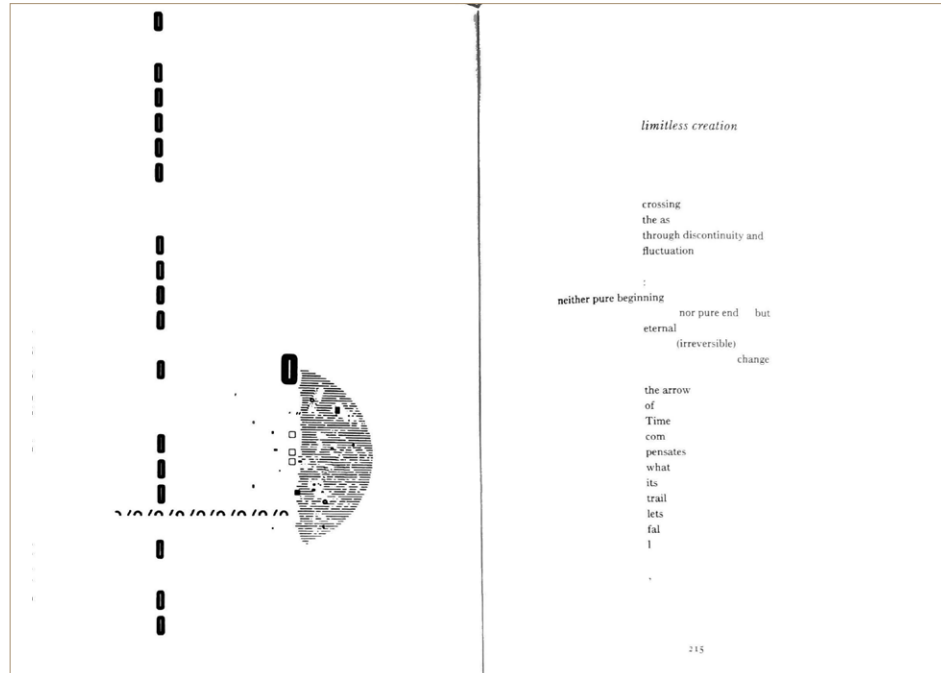 limitless creation
crossing
the as
through discontinuity and
fluctuation
:
neither pure beginning
nor pure end but
eternal
(irreversible)
change
the arrow
of
Time
com
pensates
what
its
trail
lets
fal
l
.
215